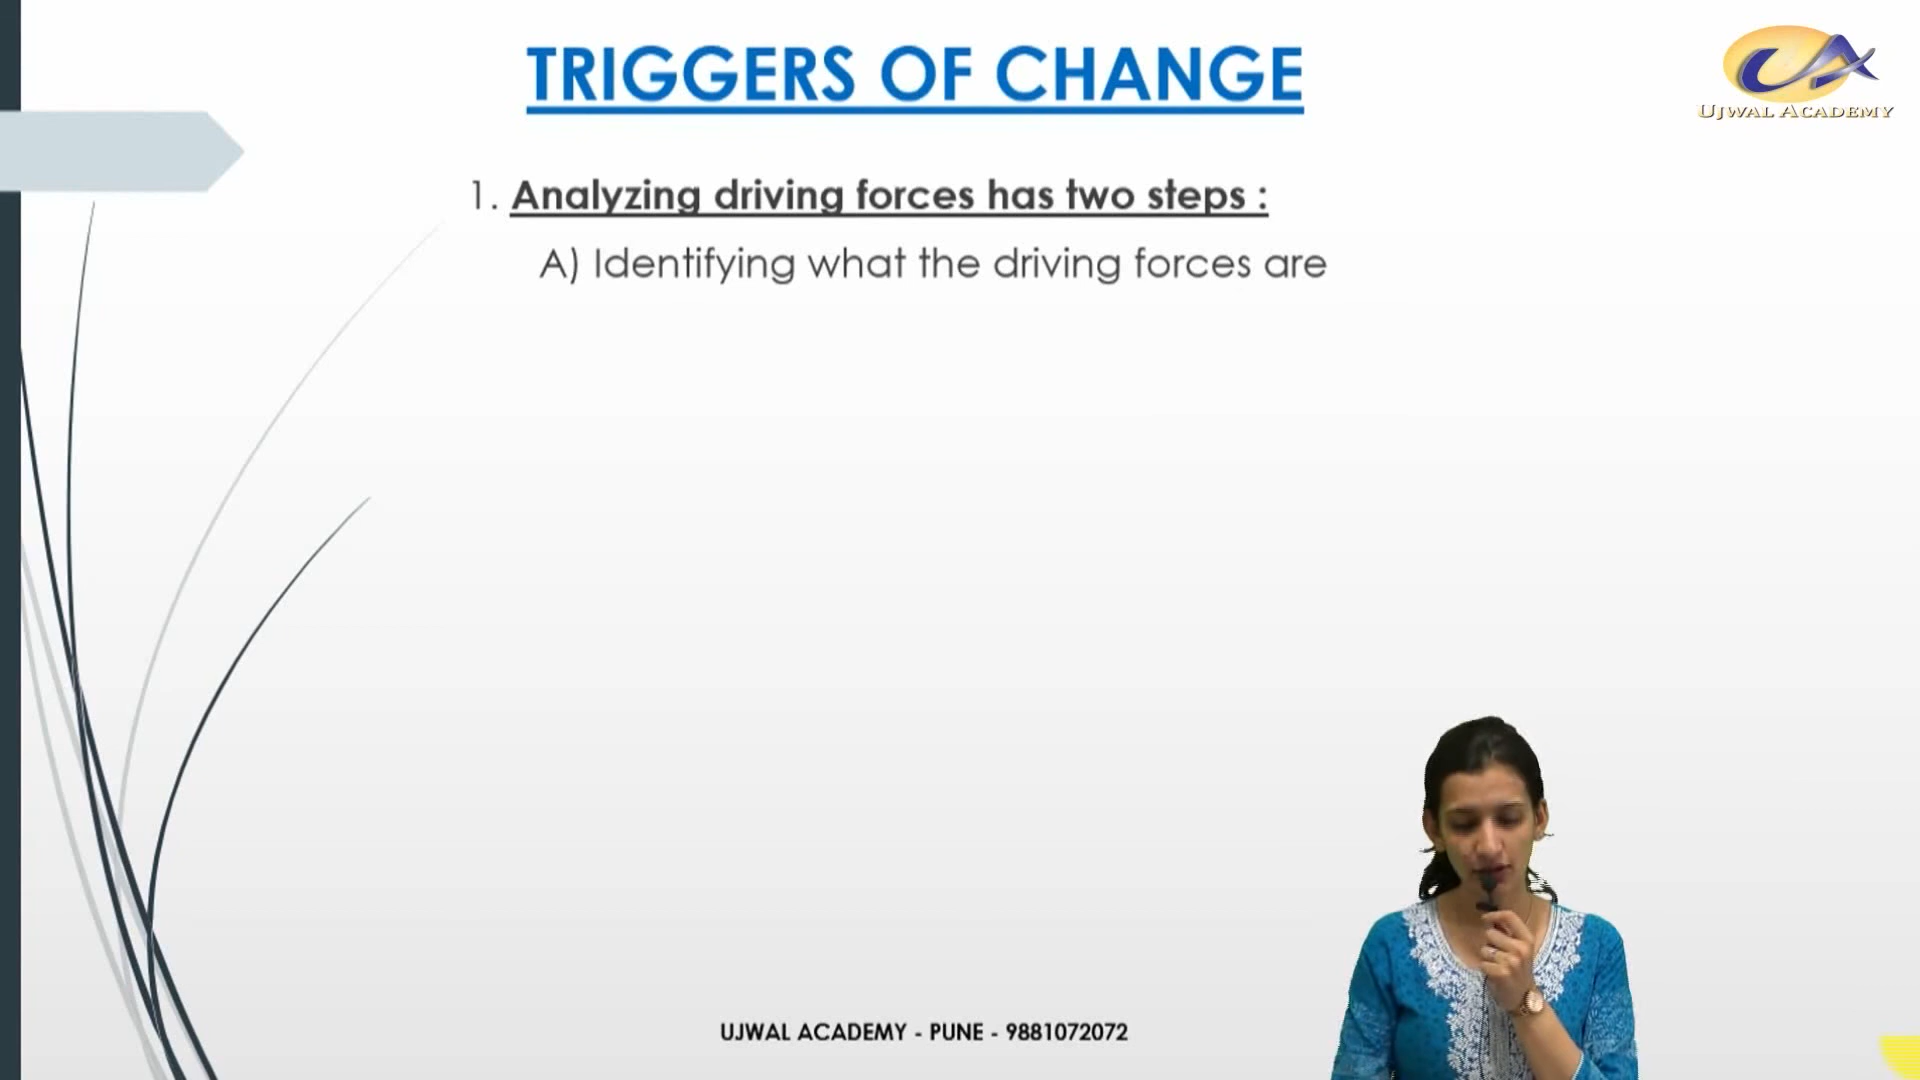 TRIGGERS OF CHANGE
UJWAL ACADEMY
1. Analyzing driving forces has two steps :
A) Identifying what the driving forces are
UJWAL ACADEMY - PUNE - 9881072072